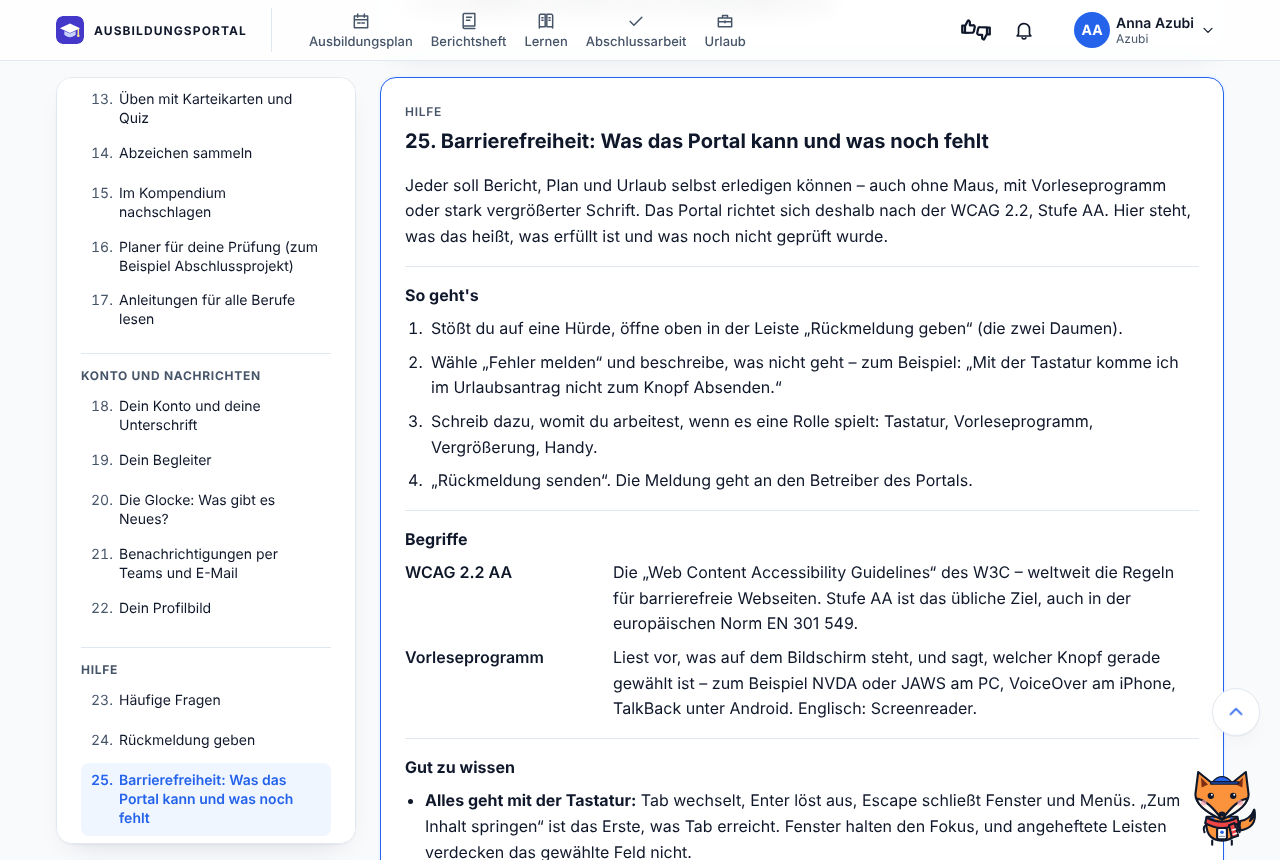 AUSBILDUNGSPORTAL
Ausbildungsplan
Berichtsheft
Lernen
Abschlussarbeit
Urlaub
AA
Anna Azubi
Azubi
13. Üben mit Karteikarten und
Quiz
14. Abzeichen sammeln
15. Im Kompendium
nachschlagen
16. Planer für deine Prüfung (zum
Beispiel Abschlussprojekt)
17. Anleitungen für alle Berufe
lesen
KONTO UND NACHRICHTEN
18. Dein Konto und deine
Unterschrift
19. Dein Begleiter
20. Die Glocke: Was gibt es
Neues?
21. Benachrichtigungen per
Teams und E-Mail
22. Dein Profilbild
HILFE
23. Häufige Fragen
24. Rückmeldung geben
25. Barrierefreiheit: Was das
Portal kann und was noch
fehlt
HILFE
25. Barrierefreiheit: Was das Portal kann und was noch fehlt
Jeder soll Bericht, Plan und Urlaub selbst erledigen können – auch ohne Maus, mit Vorleseprogramm
oder stark vergrößerter Schrift. Das Portal richtet sich deshalb nach der WCAG 2.2, Stufe AA. Hier steht,
was das heißt, was erfüllt ist und was noch nicht geprüft wurde.
So geht's
1. Stößt du auf eine Hürde, öffne oben in der Leiste „Rückmeldung geben“ (die zwei Daumen).
2. Wähle „Fehler melden“ und beschreibe, was nicht geht – zum Beispiel: „Mit der Tastatur komme ich
im Urlaubsantrag nicht zum Knopf Absenden.“
3. Schreib dazu, womit du arbeitest, wenn es eine Rolle spielt: Tastatur, Vorleseprogramm,
Vergrößerung, Handy.
4. „Rückmeldung senden“. Die Meldung geht an den Betreiber des Portals.
Begriffe
WCAG 2.2 AA
Die „Web Content Accessibility Guidelines“ des W3C – weltweit die Regeln
für barrierefreie Webseiten. Stufe AA ist das übliche Ziel, auch in der
europäischen Norm EN 301 549.
Vorleseprogramm
Liest vor, was auf dem Bildschirm steht, und sagt, welcher Knopf gerade
gewählt ist – zum Beispiel NVDA oder JAWS am PC, VoiceOver am iPhone,
TalkBack unter Android. Englisch: Screenreader.
Gut zu wissen
• Alles geht mit der Tastatur: Tab wechselt, Enter löst aus, Escape schließt Fenster und Menüs. „Zum
Inhalt springen“ ist das Erste, was Tab erreicht. Fenster halten den Fokus, und angeheftete Leisten
verdecken das gewählte Feld nicht.